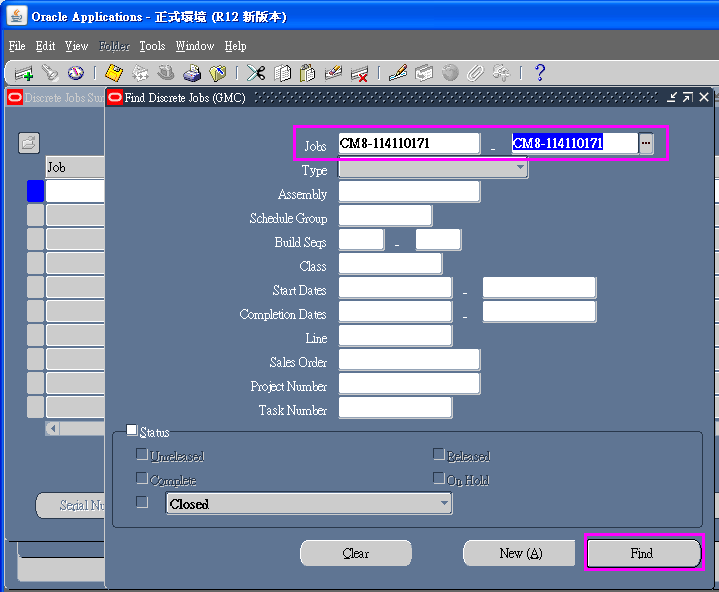 Oracle Applications - 正式環境 (R12 新版本)
File Edit View Folder Tools Window Help
Discrete Jobs Sum
Find Discrete Jobs (GMC)
Jobs CM8-114110171 - CM8-114110171 ...
Job
Type
Assembly
Schedule Group
Build Seqs -
Class
Start Dates -
Completion Dates -
Line
Sales Order
Project Number
Task Number
Status
Unreleased Released
Complete On Hold
Closed
Serial Nu
Clear New (A) Find